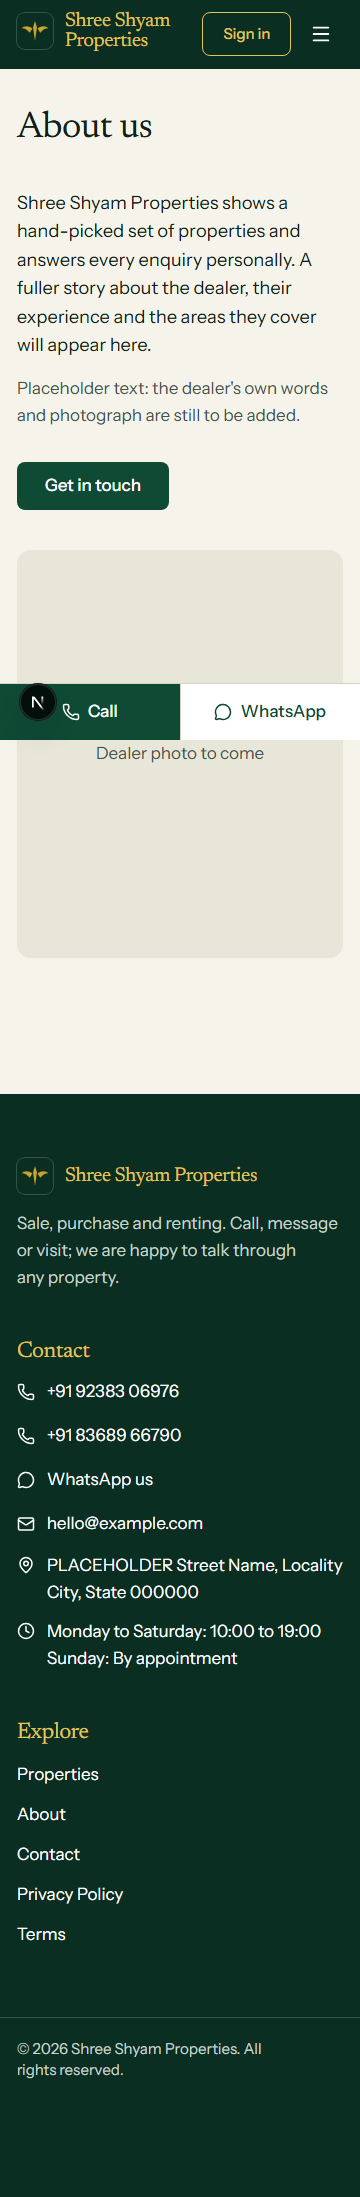 Shree Shyam
Properties
Sign in
About us
Shree Shyam Properties shows a
hand-picked set of properties and
answers every enquiry personally. A
fuller story about the dealer, their
experience and the areas they cover
will appear here.
Placeholder text: the dealer's own words
and photograph are still to be added.
Get in touch
N
Call
WhatsApp
Dealer photo to come
Shree Shyam Properties
Sale, purchase and renting. Call, message
or visit; we are happy to talk through
any property.
Contact
+91 92383 06976
+91 83689 66790
WhatsApp us
hello@example.com
PLACEHOLDER Street Name, Locality
City, State 000000
Monday to Saturday: 10:00 to 19:00
Sunday: By appointment
Explore
Properties
About
Contact
Privacy Policy
Terms
© 2026 Shree Shyam Properties. All
rights reserved.